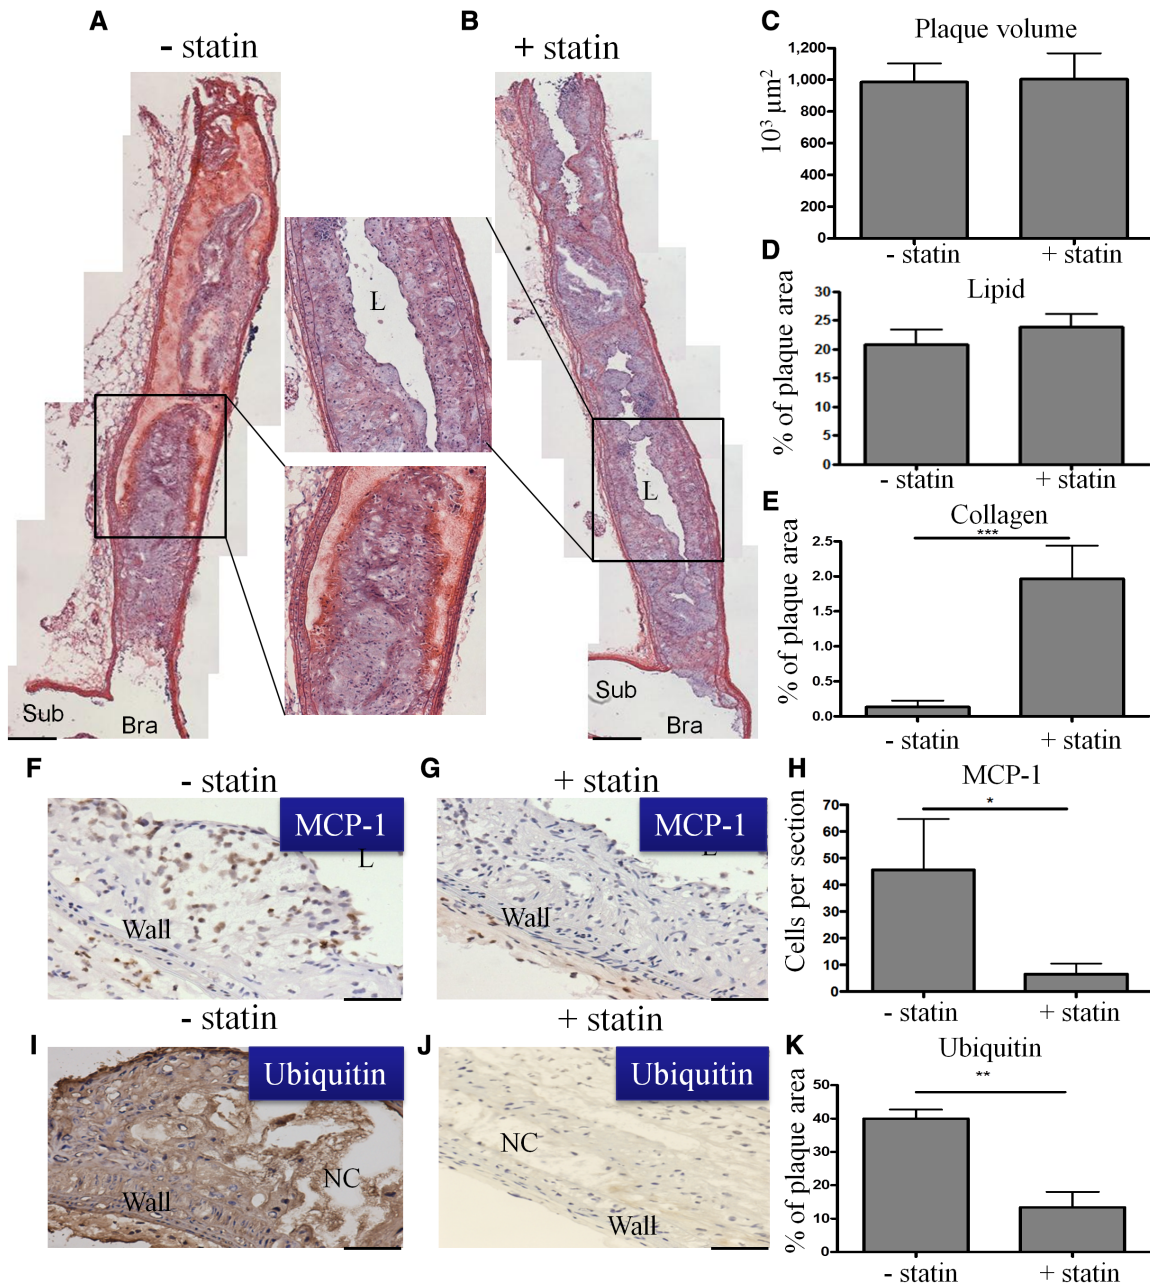 A
- statin
B
+ statin
L
L
Sub
Bra
Sub
Bra
C
Plaque volume
10³ µm²
1,200
1,000
800
600
400
200
0
- statin
+ statin
D
Lipid
% of plaque area
30
25
20
15
10
5
0
- statin
+ statin
E
Collagen
***
% of plaque area
2.5
2.0
1.5
1.0
0.5
0.0
- statin
+ statin
F
- statin
MCP-1
L
Wall
G
+ statin
MCP-1
Wall
H
MCP-1
*
Cells per section
70
60
50
40
30
20
10
0
- statin
+ statin
I
- statin
Ubiquitin
NC
Wall
J
+ statin
Ubiquitin
NC
Wall
K
Ubiquitin
**
% of plaque area
50
40
30
20
10
0
- statin
+ statin